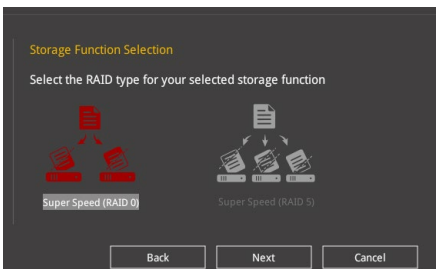 Storage Function Selection
Select the RAID type for your selected storage function
Super Speed (RAID 0)
Super Speed (RAID 5)
Back
Next
Cancel